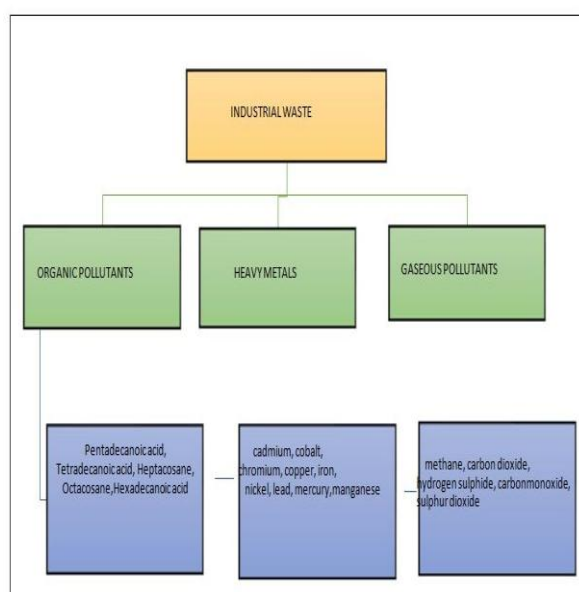 INDUSTRIAL WASTE
ORGANIC POLLUTANTS
HEAVY METALS
GASEOUS POLLUTANTS
Pentadecanoic acid,
Tetradecanoic acid, Heptacosane,
Octacosane,Hexadecanoic acid
cadmium, cobalt,
chromium, copper, iron,
nickel, lead, mercury,manganese
methane, carbon dioxide,
hydrogen sulphide, carbonmonoxide,
sulphur dioxide